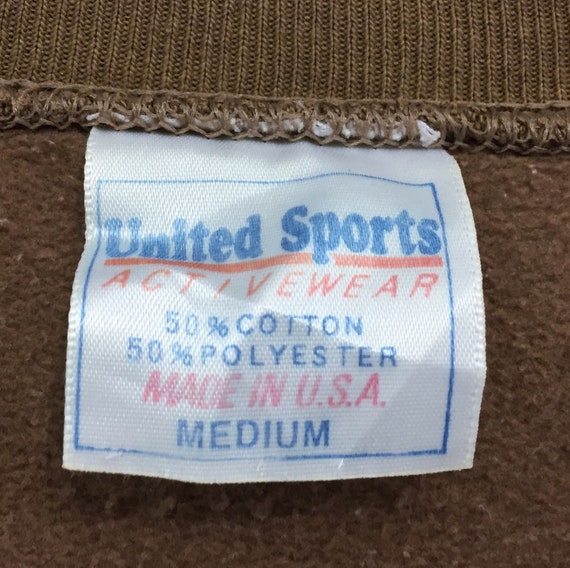 United Sports
ACTIVEWEAR
50% COTTON
50% POLYESTER
MADE IN U.S.A.
MEDIUM